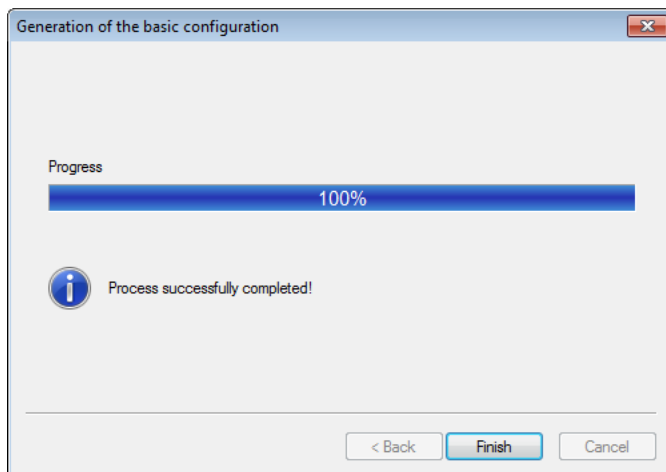 Generation of the basic configuration
Progress
100%
Process successfully completed!
< Back Finish Cancel